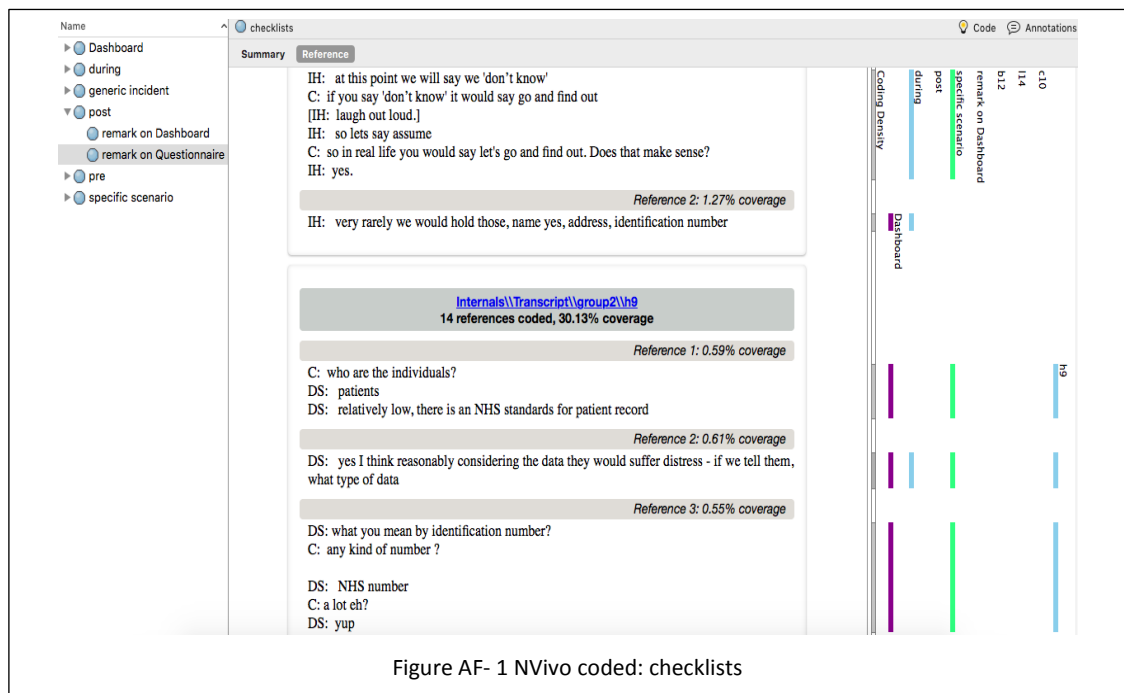 Name
checklists
Code
Annotations
Dashboard
during
generic incident
post
remark on Dashboard
remark on Questionnaire
pre
specific scenario
Summary
Reference
IH: at this point we will say we 'don't know'
C: if you say 'don't know' it would say go and find out
[IH: laugh out loud.]
IH: so lets say assume
C: so in real life you would say let's go and find out. Does that make sense?
IH: yes.
Reference 2: 1.27% coverage
IH: very rarely we would hold those, name yes, address, identification number
Internals\\Transcript\\group2\\h9
14 references coded, 30.13% coverage
Reference 1: 0.59% coverage
C: who are the individuals?
DS: patients
DS: relatively low, there is an NHS standards for patient record
Reference 2: 0.61% coverage
DS: yes I think reasonably considering the data they would suffer distress - if we tell them,
what type of data
Reference 3: 0.55% coverage
DS: what you mean by identification number?
C: any kind of number ?
DS: NHS number
C: a lot eh?
DS: yup
Coding Density
Dashboard
during
post
specific scenario
remark on Dashboard
b12
l14
c10
h9
Figure AF- 1 NVivo coded: checklists